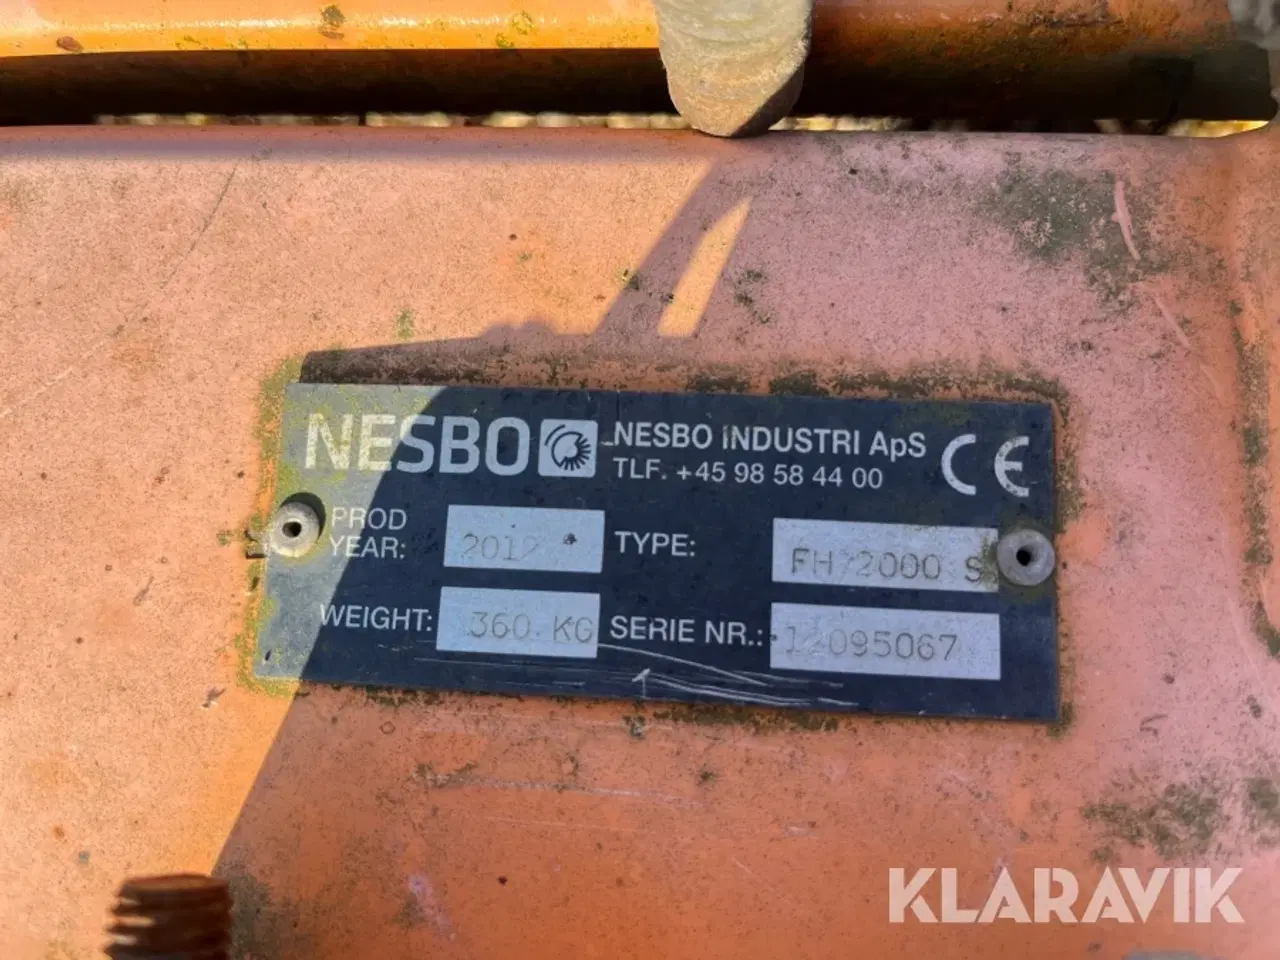 NESBO
NESBO INDUSTRI ApS
TLF. +45 98 58 44 00
CE
PROD YEAR: 2012
TYPE: FH 2000 S
WEIGHT: 360 KG
SERIE NR.: 12095067
KLARAVIK